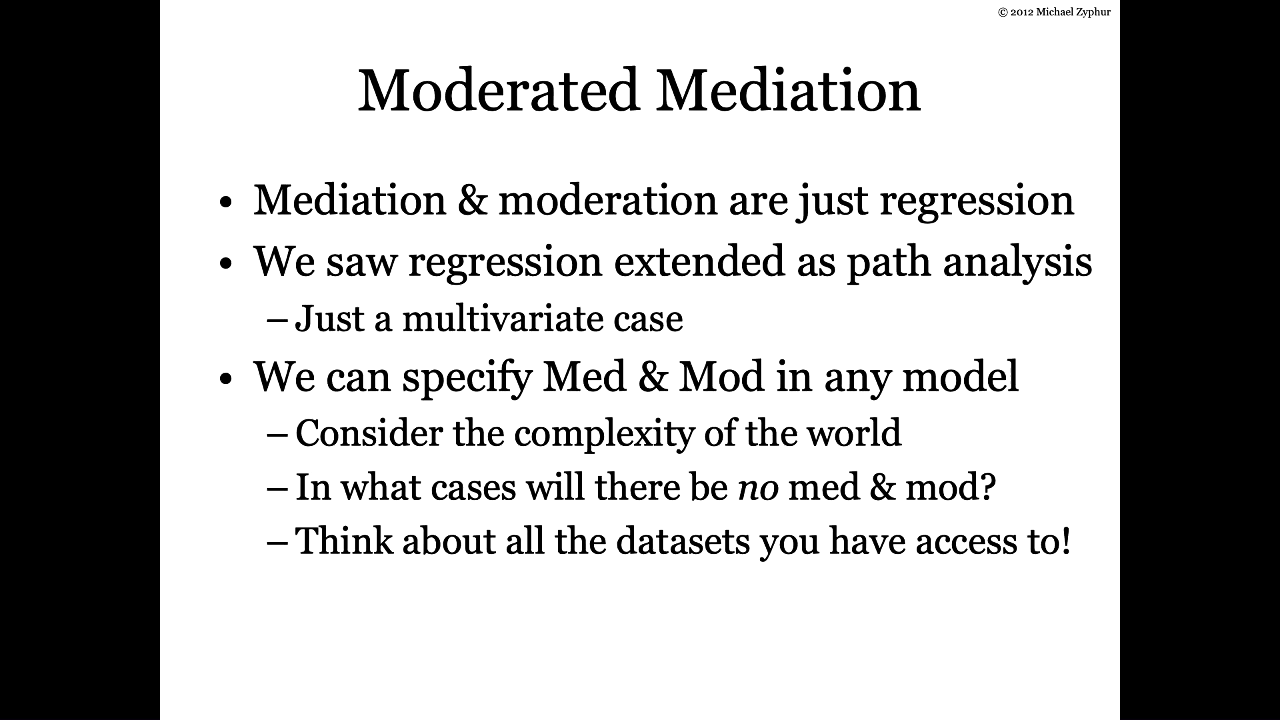 © 2012 Michael Zyphur
Moderated Mediation
• Mediation & moderation are just regression
• We saw regression extended as path analysis
– Just a multivariate case
• We can specify Med & Mod in any model
– Consider the complexity of the world
– In what cases will there be no med & mod?
– Think about all the datasets you have access to!